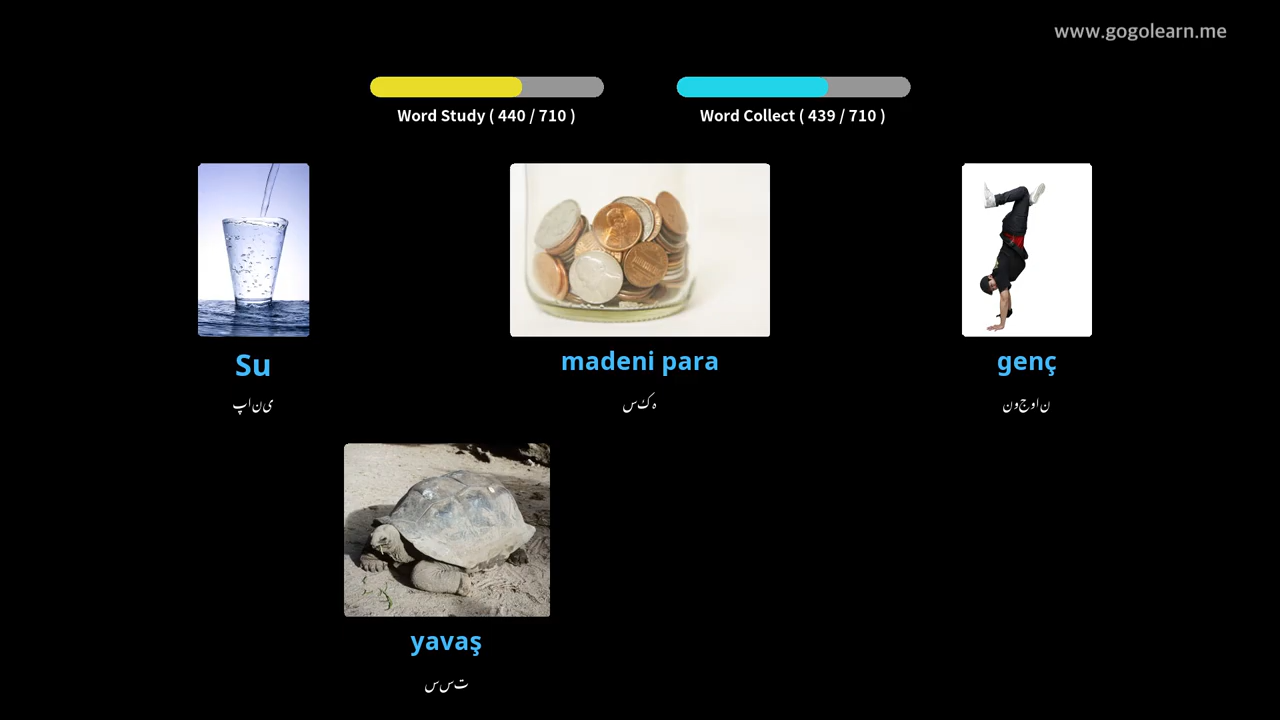 www.gogolearn.me
Word Study ( 440 / 710 )
Word Collect ( 439 / 710 )
Su
پانی
madeni para
سکہ
genç
نوجوان
yavaş
سست